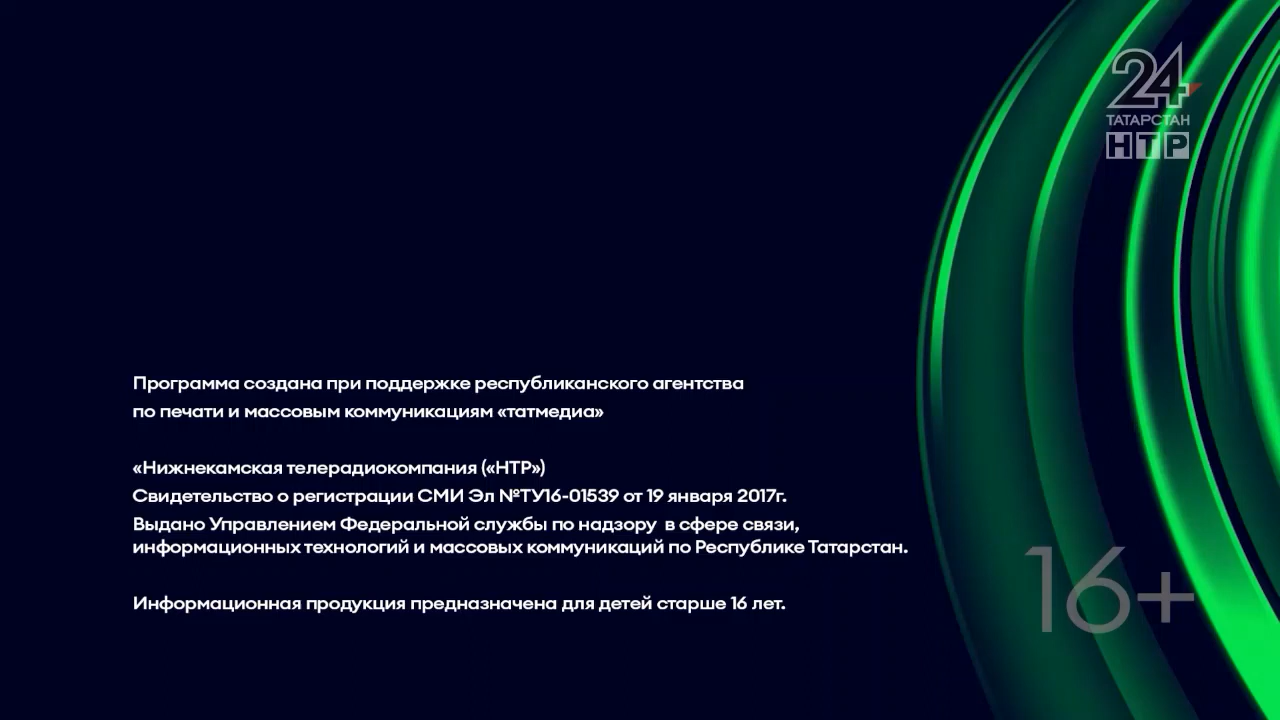 24
ТАТАРСТАН
НТР
Программа создана при поддержке республиканского агентства
по печати и массовым коммуникациям «татмедиа»
«Нижнекамская телерадиокомпания («НТР»)
Свидетельство о регистрации СМИ Эл №ТУ16-01539 от 19 января 2017г.
Выдано Управлением Федеральной службы по надзору  в сфере связи,
информационных технологий и массовых коммуникаций по Республике Татарстан.
Информационная продукция предназначена для детей старше 16 лет.
16+